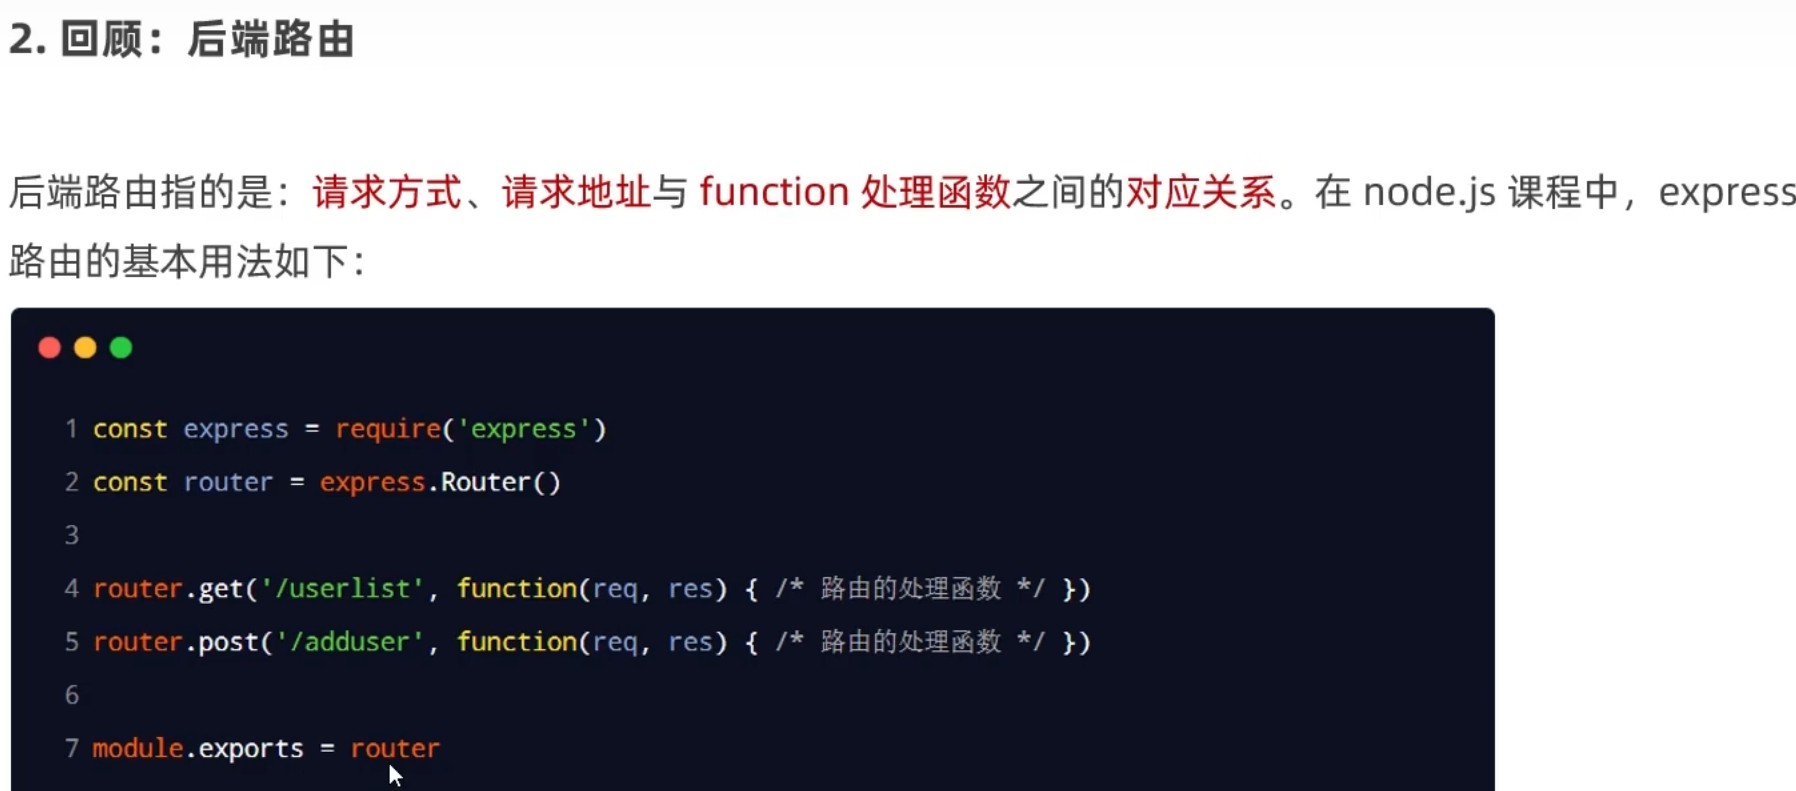 2. 回顾：后端路由
后端路由指的是：请求方式、请求地址与 function 处理函数之间的对应关系。在 node.js 课程中，express
路由的基本用法如下：
1 const express = require('express')
2 const router = express.Router()
3
4 router.get('/userlist', function(req, res) { /* 路由的处理函数 */ })
5 router.post('/adduser', function(req, res) { /* 路由的处理函数 */ })
6
7 module.exports = router